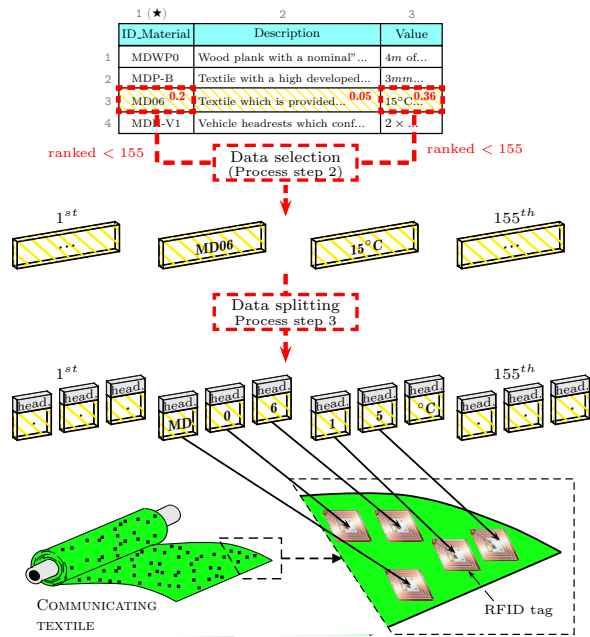 1 (★) 2 3
ID_Material Description Value
1 MDWP0 Wood plank with a nominal”... 4m of...
2 MDP-B Textile with a high developed... 3mm...
3 MD06 0.2 Textile which is provided... 0.05 15°C... 0.36
4 Vehicle headrests which conf... 2 × ...
ranked < 155 ranked < 155
Data selection
(Process step 2)
1st 155th
... MD06 15°C ...
Data splitting
Process step 3
1st 155th
head. head. head. head. head. head. head. head. head. head. head. head.
. . . MD 0 6 1 5 °C . . .
COMMUNICATING
TEXTILE
RFID tag